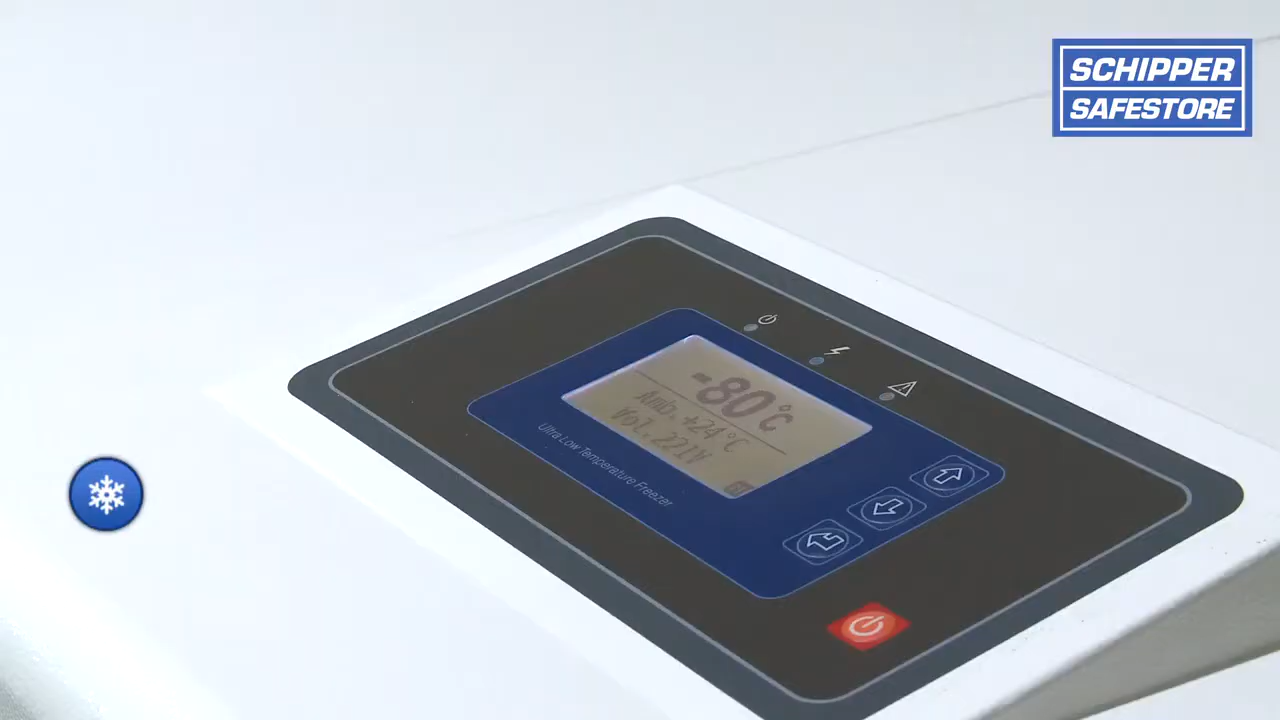 SCHIPPER
SAFESTORE
-80°C
Amb. +24°C
Vol. 221V
Ultra Low Temperature Freezer